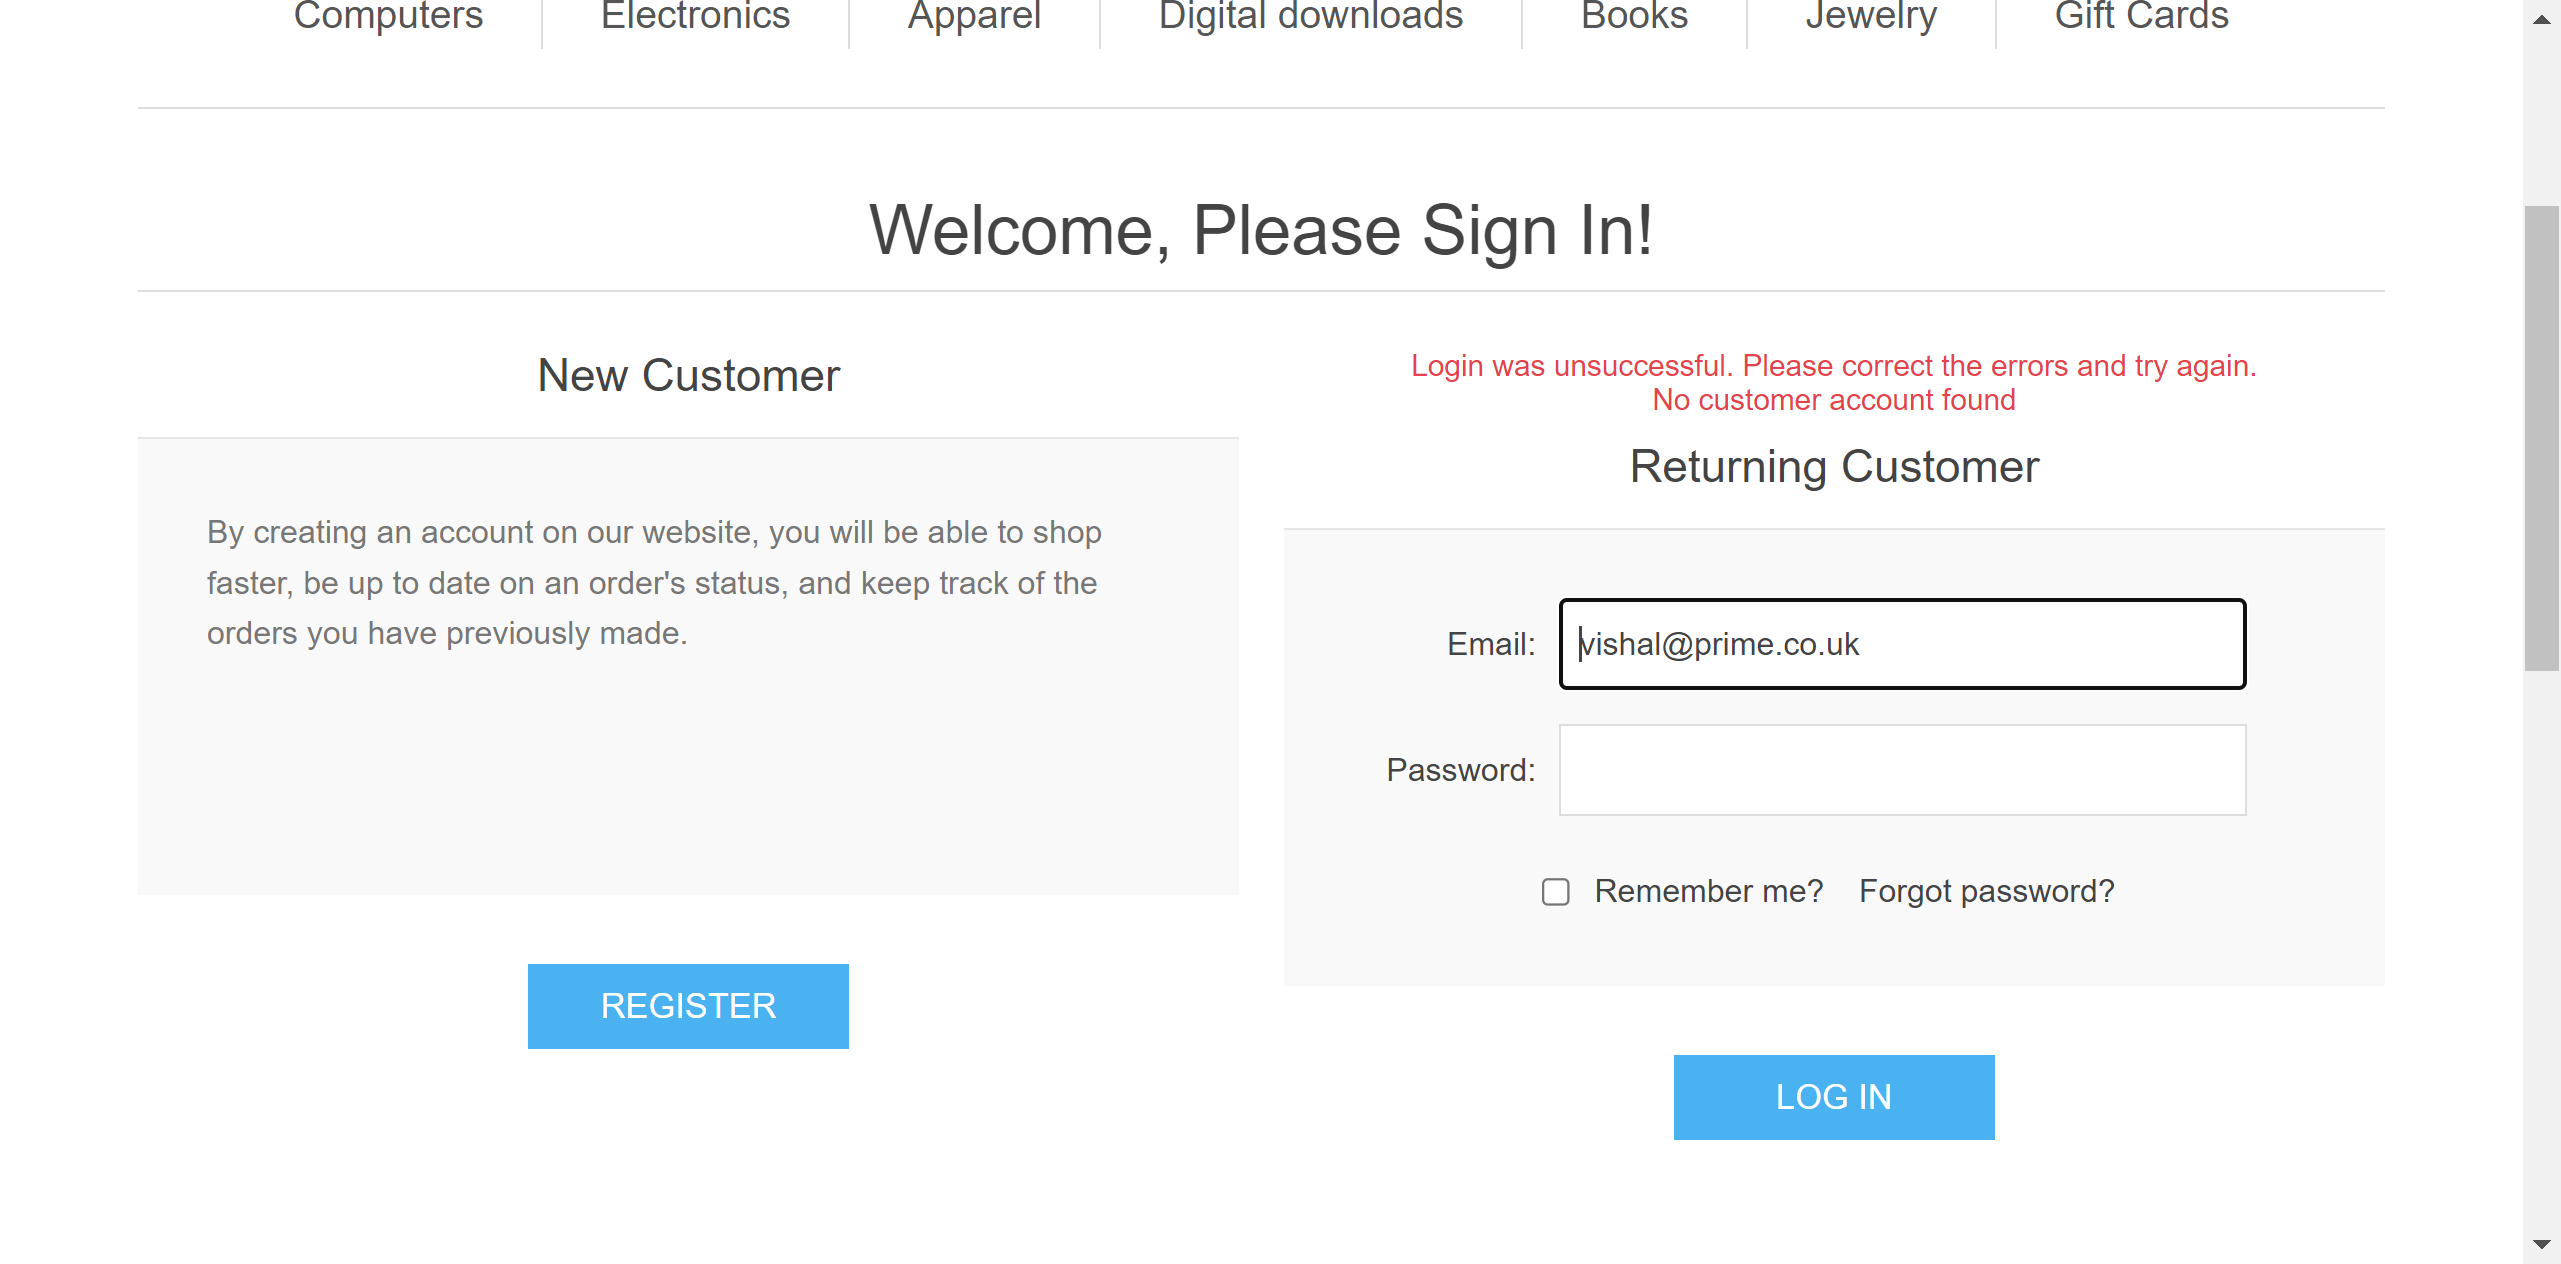 Computers Electronics Apparel Digital downloads Books Jewelry Gift Cards
Welcome, Please Sign In!
New Customer
By creating an account on our website, you will be able to shop
faster, be up to date on an order's status, and keep track of the
orders you have previously made.
REGISTER
Login was unsuccessful. Please correct the errors and try again.
No customer account found
Returning Customer
Email: vishal@prime.co.uk
Password:
Remember me? Forgot password?
LOG IN